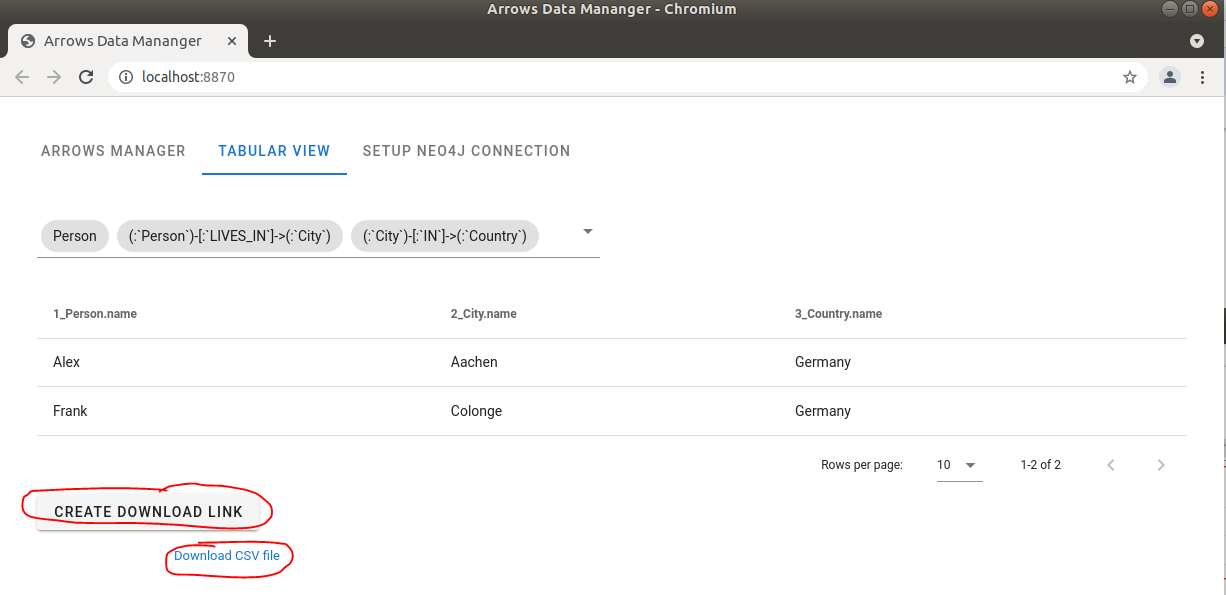 Arrows Data Mananger - Chromium
Arrows Data Mananger
localhost:8870
ARROWS MANAGER TABULAR VIEW SETUP NEO4J CONNECTION
Person (:`Person`)-[:`LIVES_IN`]->(:`City`) (:`City`)-[:`IN`]->(:`Country`)
1_Person.name 2_City.name 3_Country.name
Alex Aachen Germany
Frank Colonge Germany
Rows per page: 10 1-2 of 2
CREATE DOWNLOAD LINK
Download CSV file